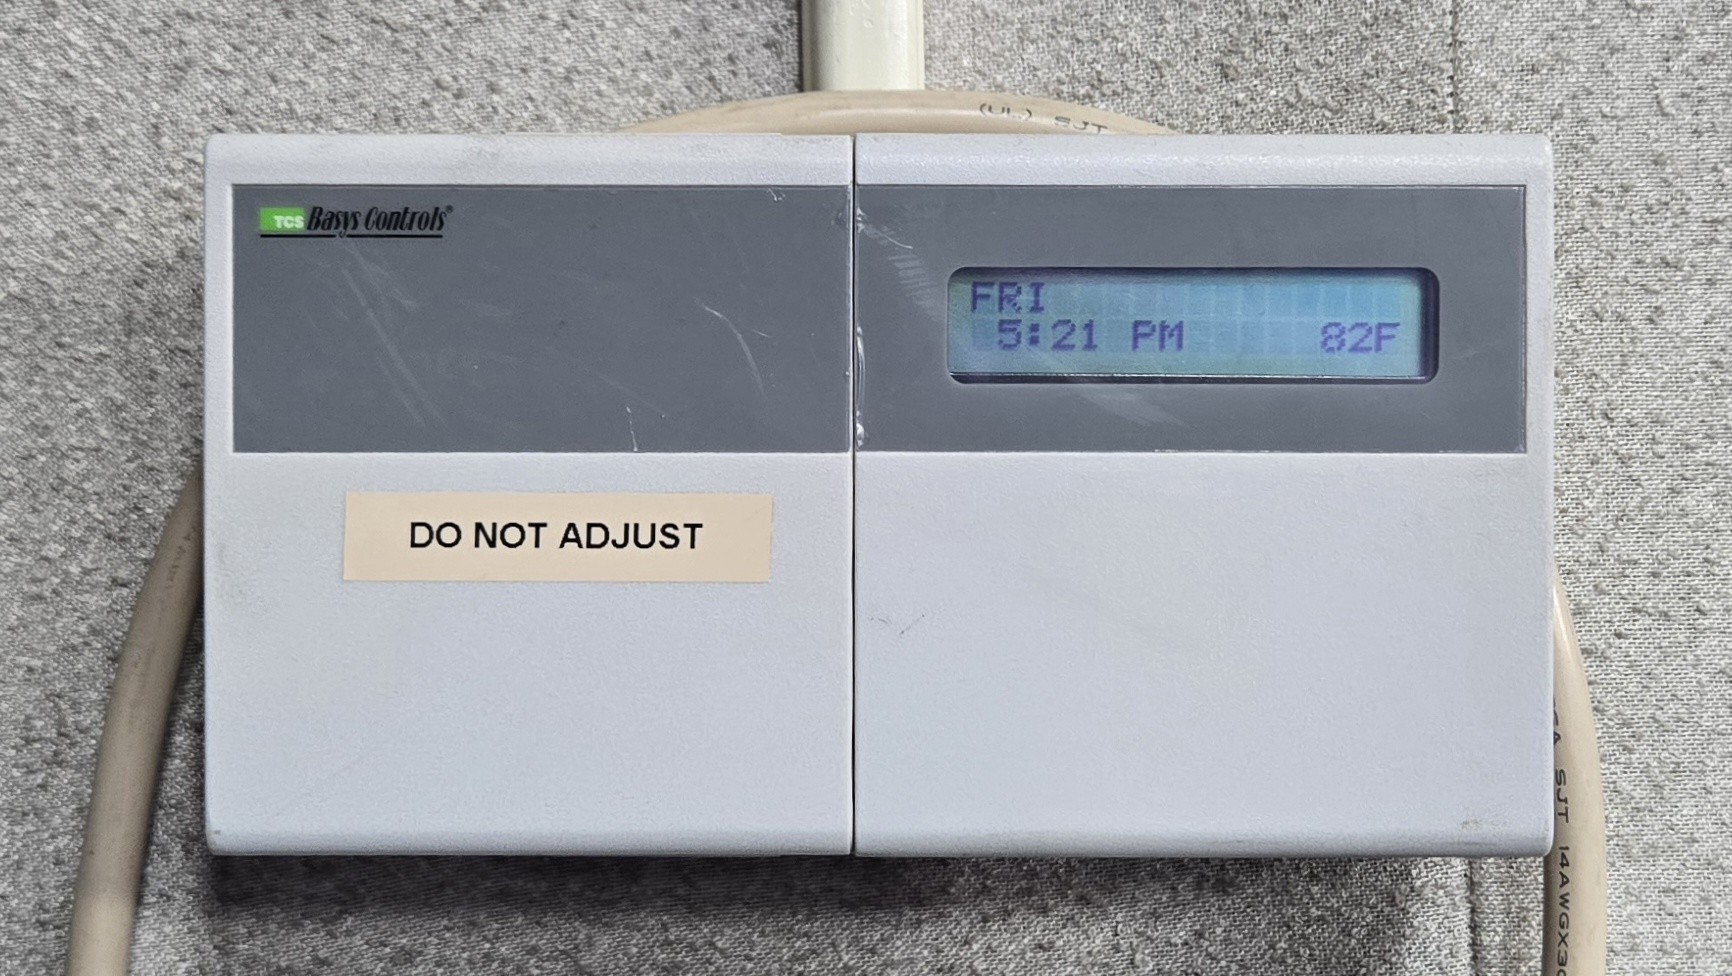 (UL) SJT
TCS Basys Controls®
FRI
5:21 PM 82F
DO NOT ADJUST
SJT 14AWGX3